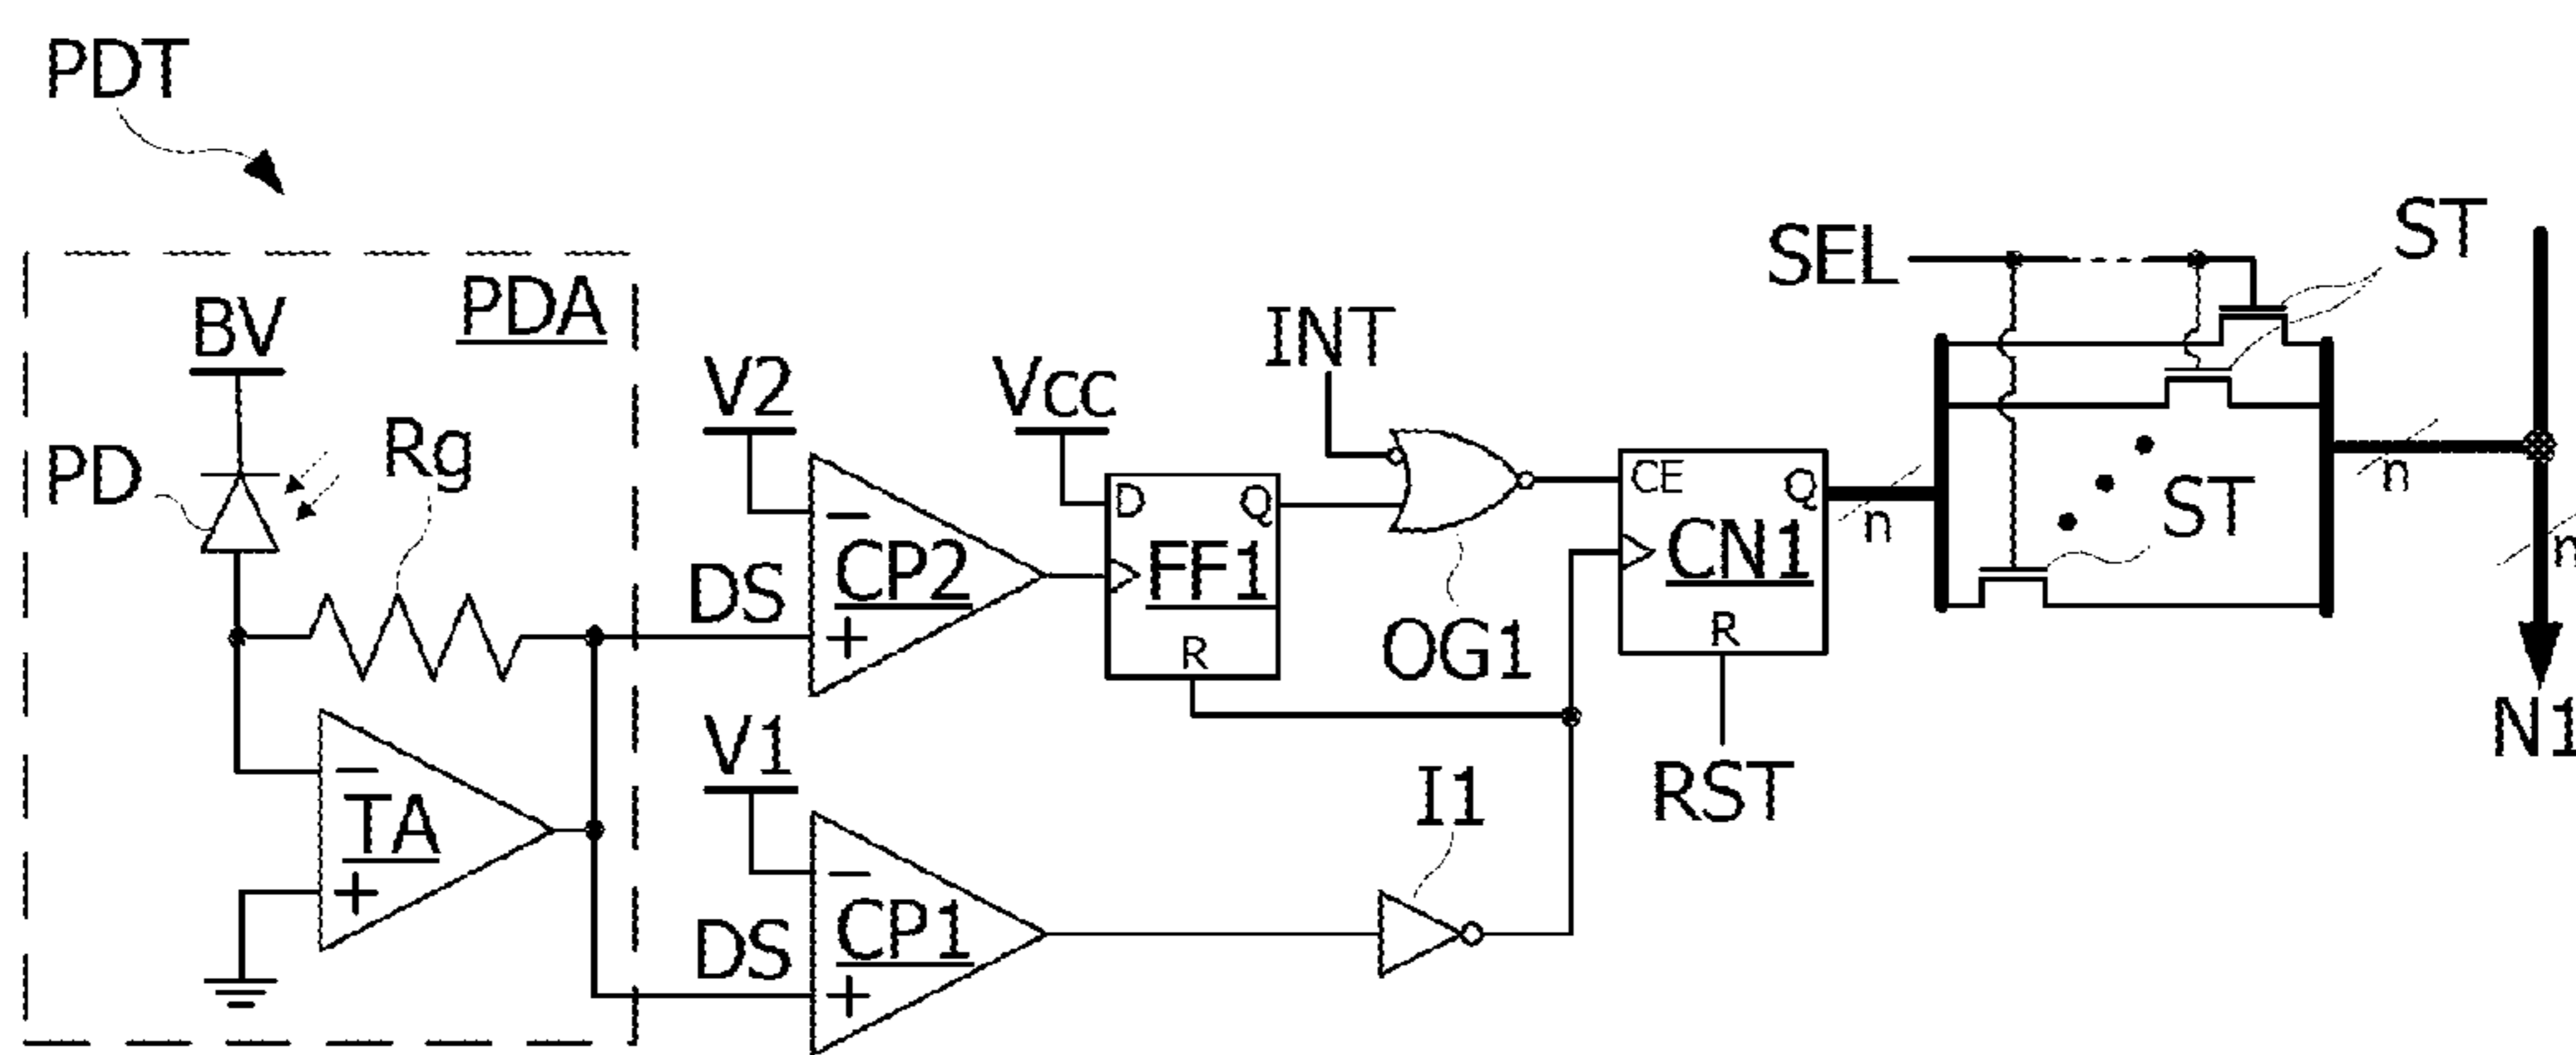 PDT
PDA
BV
PD
Rg
TA
−
+
DS
V2
−
CP2
+
DS
V1
−
CP1
+
Vcc
D
Q
FF1
R
INT
OG1
I1
CE
Q
CN1
R
RST
n
SEL
ST
ST
n
n
N1